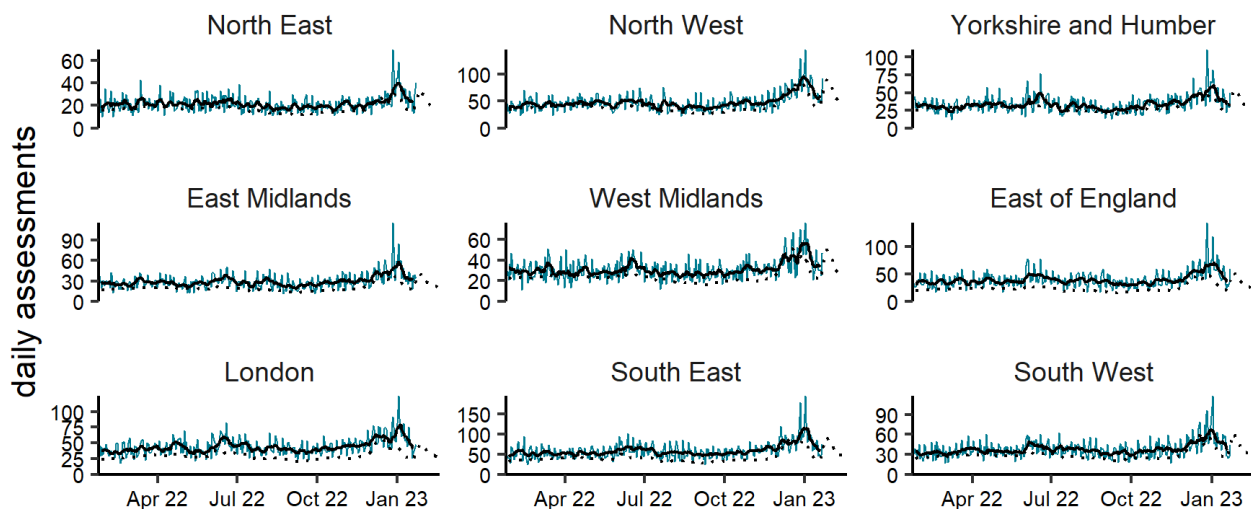 daily assessments
North East
60
40
20
0
North West
100
50
0
Yorkshire and Humber
100
75
50
25
0
East Midlands
90
60
30
0
West Midlands
60
40
20
0
East of England
100
50
0
London
100
75
50
25
0
South East
150
100
50
0
South West
90
60
30
0
Apr 22 Jul 22 Oct 22 Jan 23
Apr 22 Jul 22 Oct 22 Jan 23
Apr 22 Jul 22 Oct 22 Jan 23